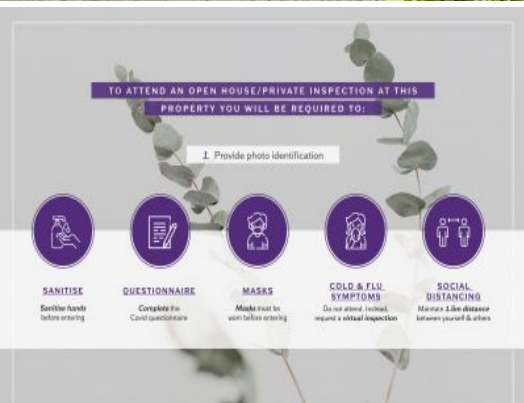 TO ATTEND AN OPEN HOUSE/PRIVATE INSPECTION AT THIS
PROPERTY YOU WILL BE REQUIRED TO:
1. Provide photo identification
SANITISE
Sanitise hands
before entering
QUESTIONNAIRE
Complete the
Covid questionnaire
MASKS
Masks must be
worn before entering
COLD & FLU
SYMPTOMS
Do not attend. Instead,
request a virtual inspection
SOCIAL
DISTANCING
Maintain 1.5m distance
between yourself & others